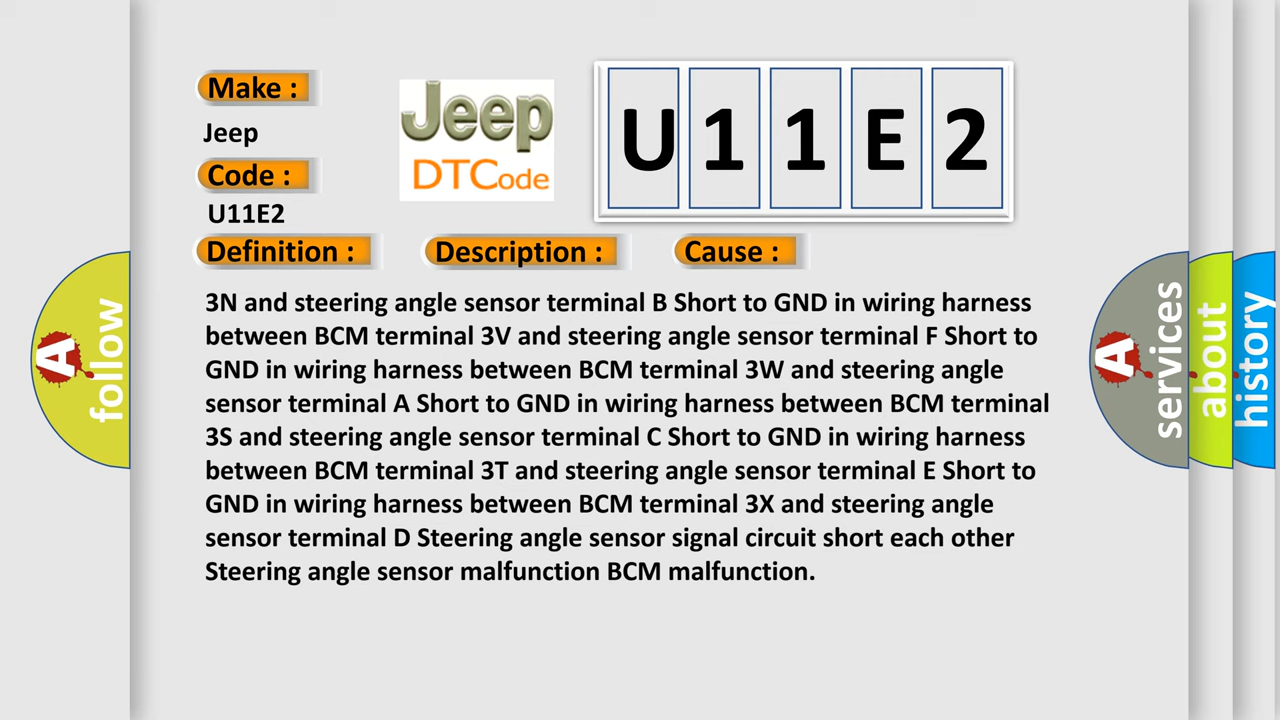 Make :
Jeep
Code :
U11E2
Jeep
DTCode
U11E2
Definition :
Description :
Cause :
3N and steering angle sensor terminal B Short to GND in wiring harness
between BCM terminal 3V and steering angle sensor terminal F Short to
GND in wiring harness between BCM terminal 3W and steering angle
sensor terminal A Short to GND in wiring harness between BCM terminal
3S and steering angle sensor terminal C Short to GND in wiring harness
between BCM terminal 3T and steering angle sensor terminal E Short to
GND in wiring harness between BCM terminal 3X and steering angle
sensor terminal D Steering angle sensor signal circuit short each other
Steering angle sensor malfunction BCM malfunction.
A
follow
A
services
about
history